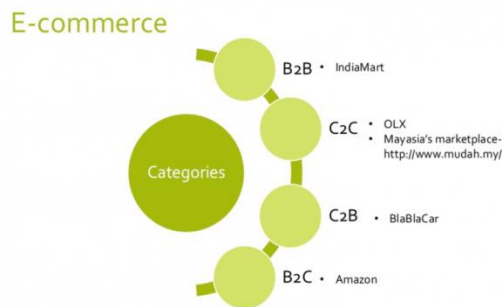 E-commerce
B2B • IndiaMart
C2C • OLX
• Mayasia's marketplace-
http://www.mudah.my/
Categories
C2B • BlaBlaCar
B2C • Amazon